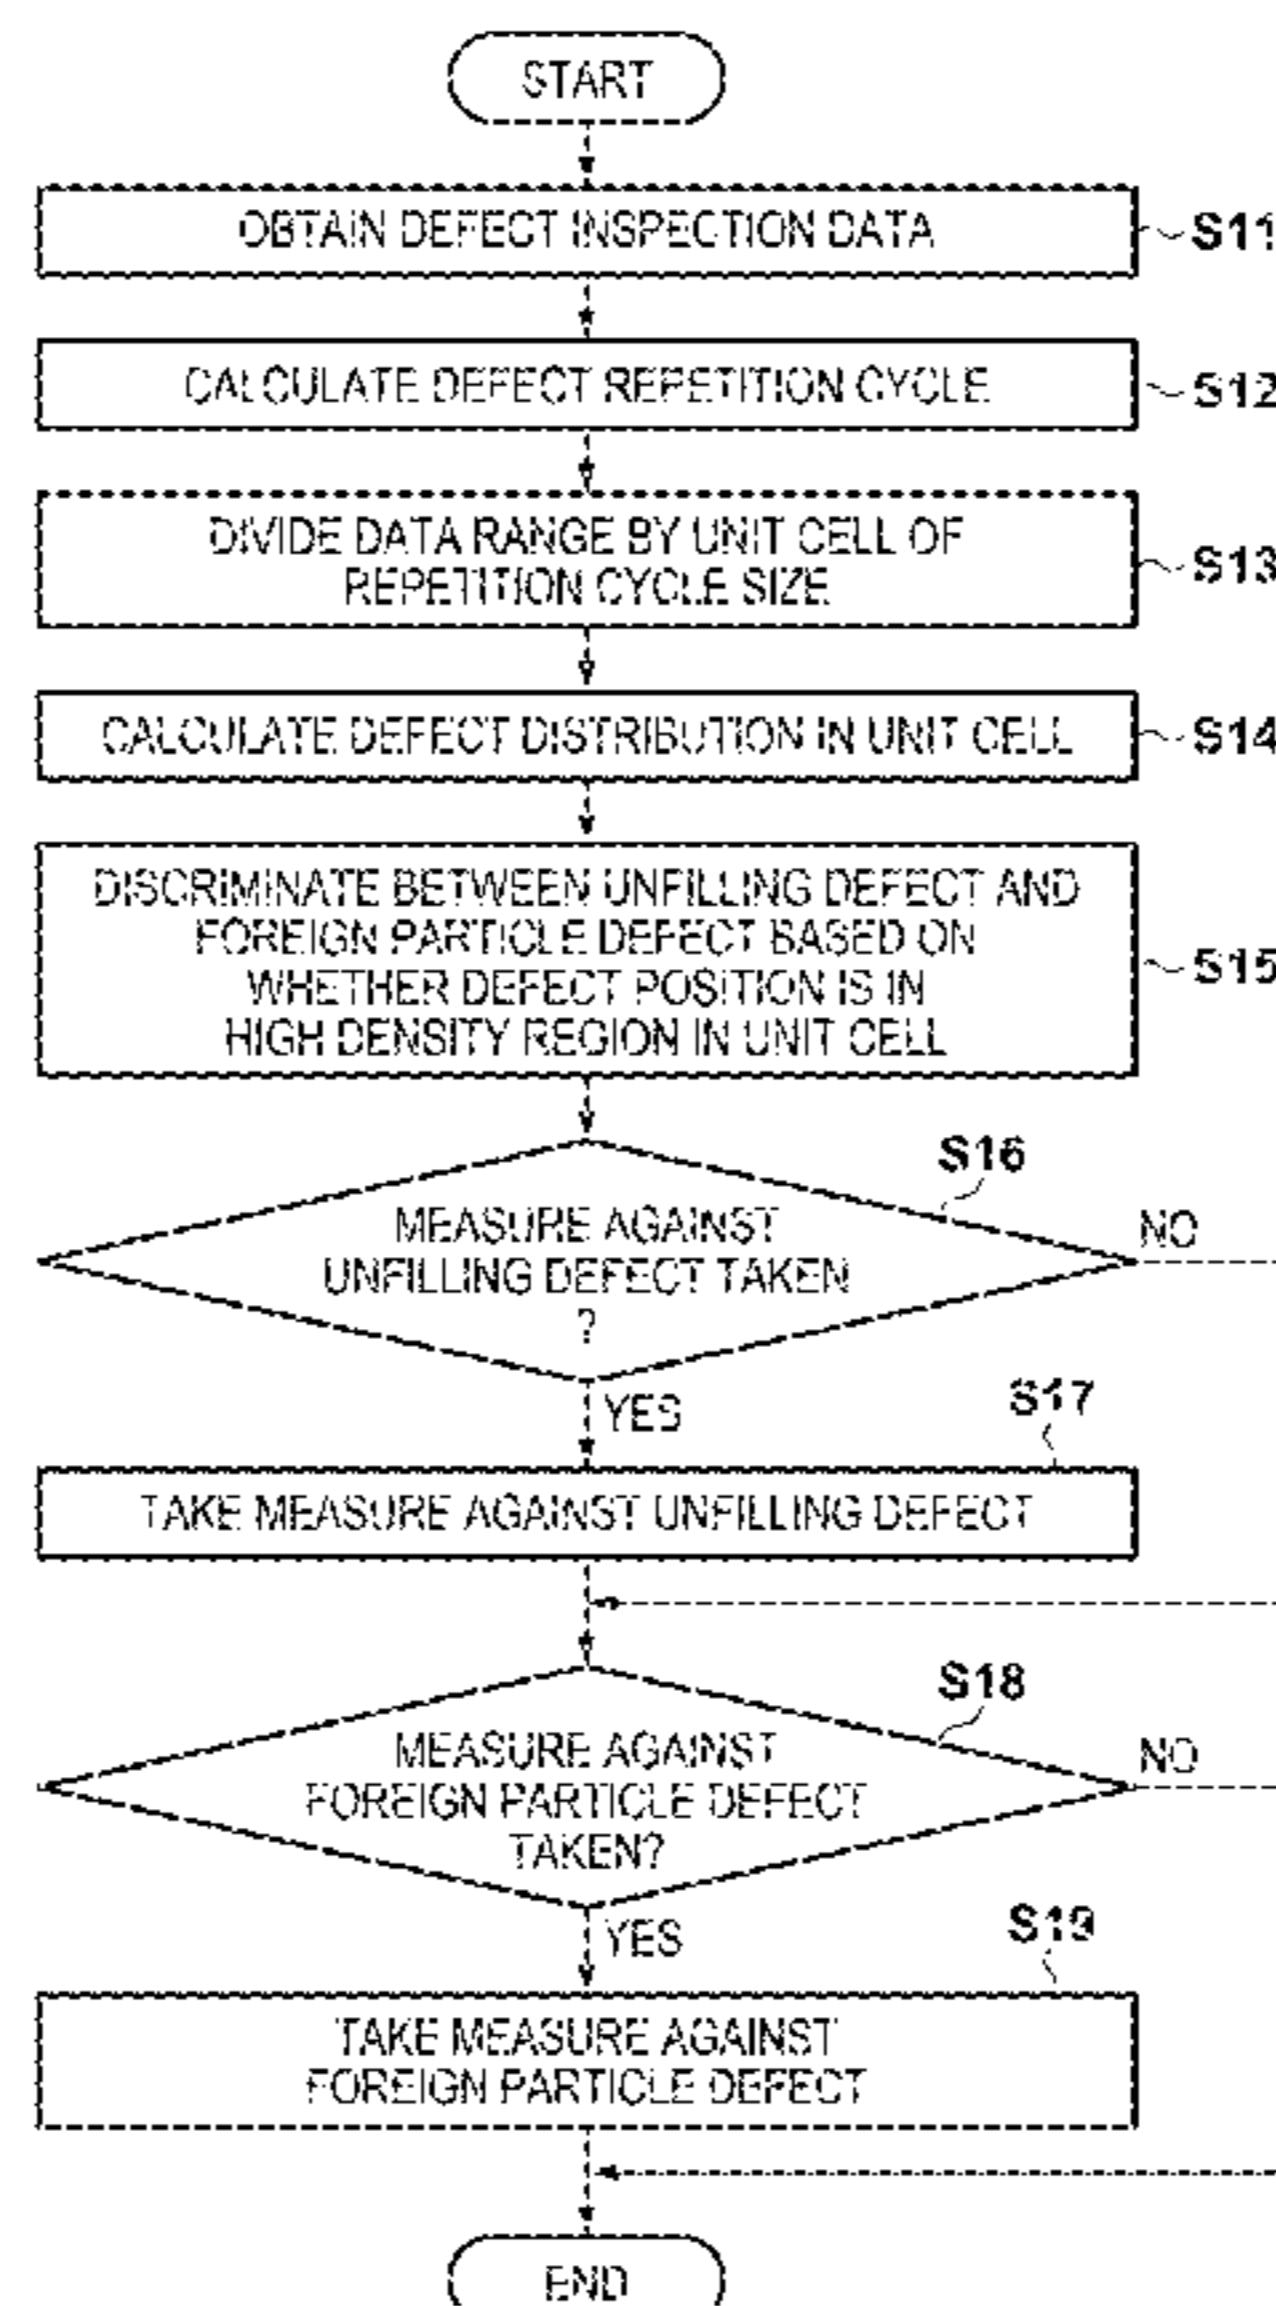 START
OBTAIN DEFECT INSPECTION DATA
S11
CALCULATE DEFECT REPETITION CYCLE
S12
DIVIDE DATA RANGE BY UNIT CELL OF
REPETITION CYCLE SIZE
S13
CALCULATE DEFECT DISTRIBUTION IN UNIT CELL
S14
DISCRIMINATE BETWEEN UNFILLING DEFECT AND
FOREIGN PARTICLE DEFECT BASED ON
WHETHER DEFECT POSITION IS IN
HIGH DENSITY REGION IN UNIT CELL
S15
S16
MEASURE AGAINST
UNFILLING DEFECT TAKEN
?
NO
YES
S17
TAKE MEASURE AGAINST UNFILLING DEFECT
S18
MEASURE AGAINST
FOREIGN PARTICLE DEFECT
TAKEN?
NO
YES
S19
TAKE MEASURE AGAINST
FOREIGN PARTICLE DEFECT
END